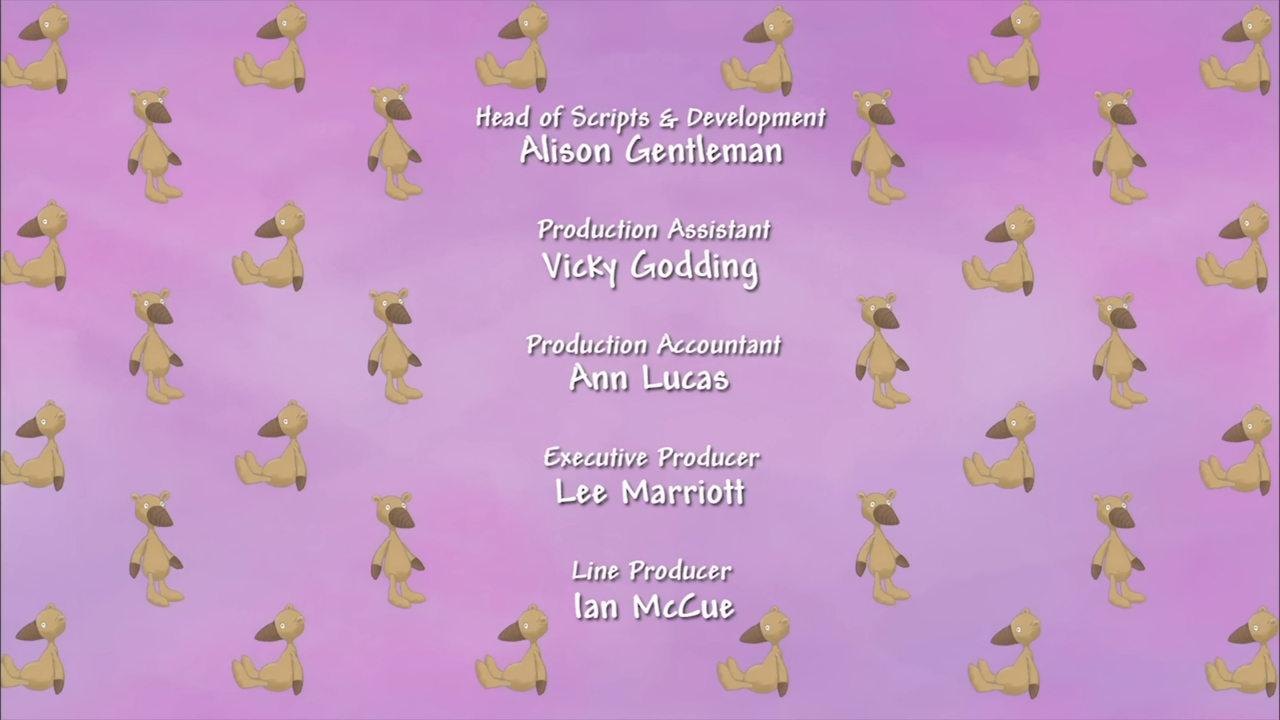 Head of Scripts & Development
Alison Gentleman
Production Assistant
Vicky Godding
Production Accountant
Ann Lucas
Executive Producer
Lee Marriott
Line Producer
Ian McCue